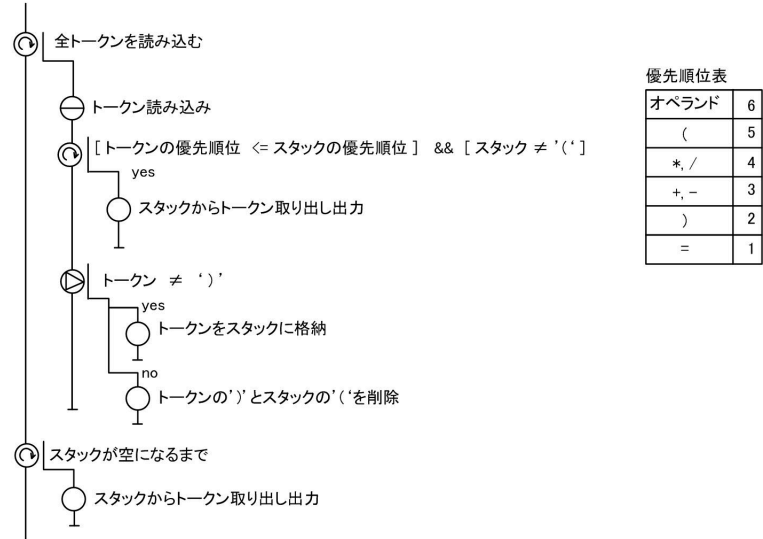 全トークンを読み込む
トークン読み込み
[トークンの優先順位 <= スタックの優先順位] && [スタック ≠ '(‘]
yes
スタックからトークン取り出し出力
トークン ≠ ‘)’
yes
トークンをスタックに格納
no
トークンの')’とスタックの'(‘を削除
スタックが空になるまで
スタックからトークン取り出し出力
優先順位表
オペランド 6
( 5
*, / 4
+, − 3
) 2
= 1